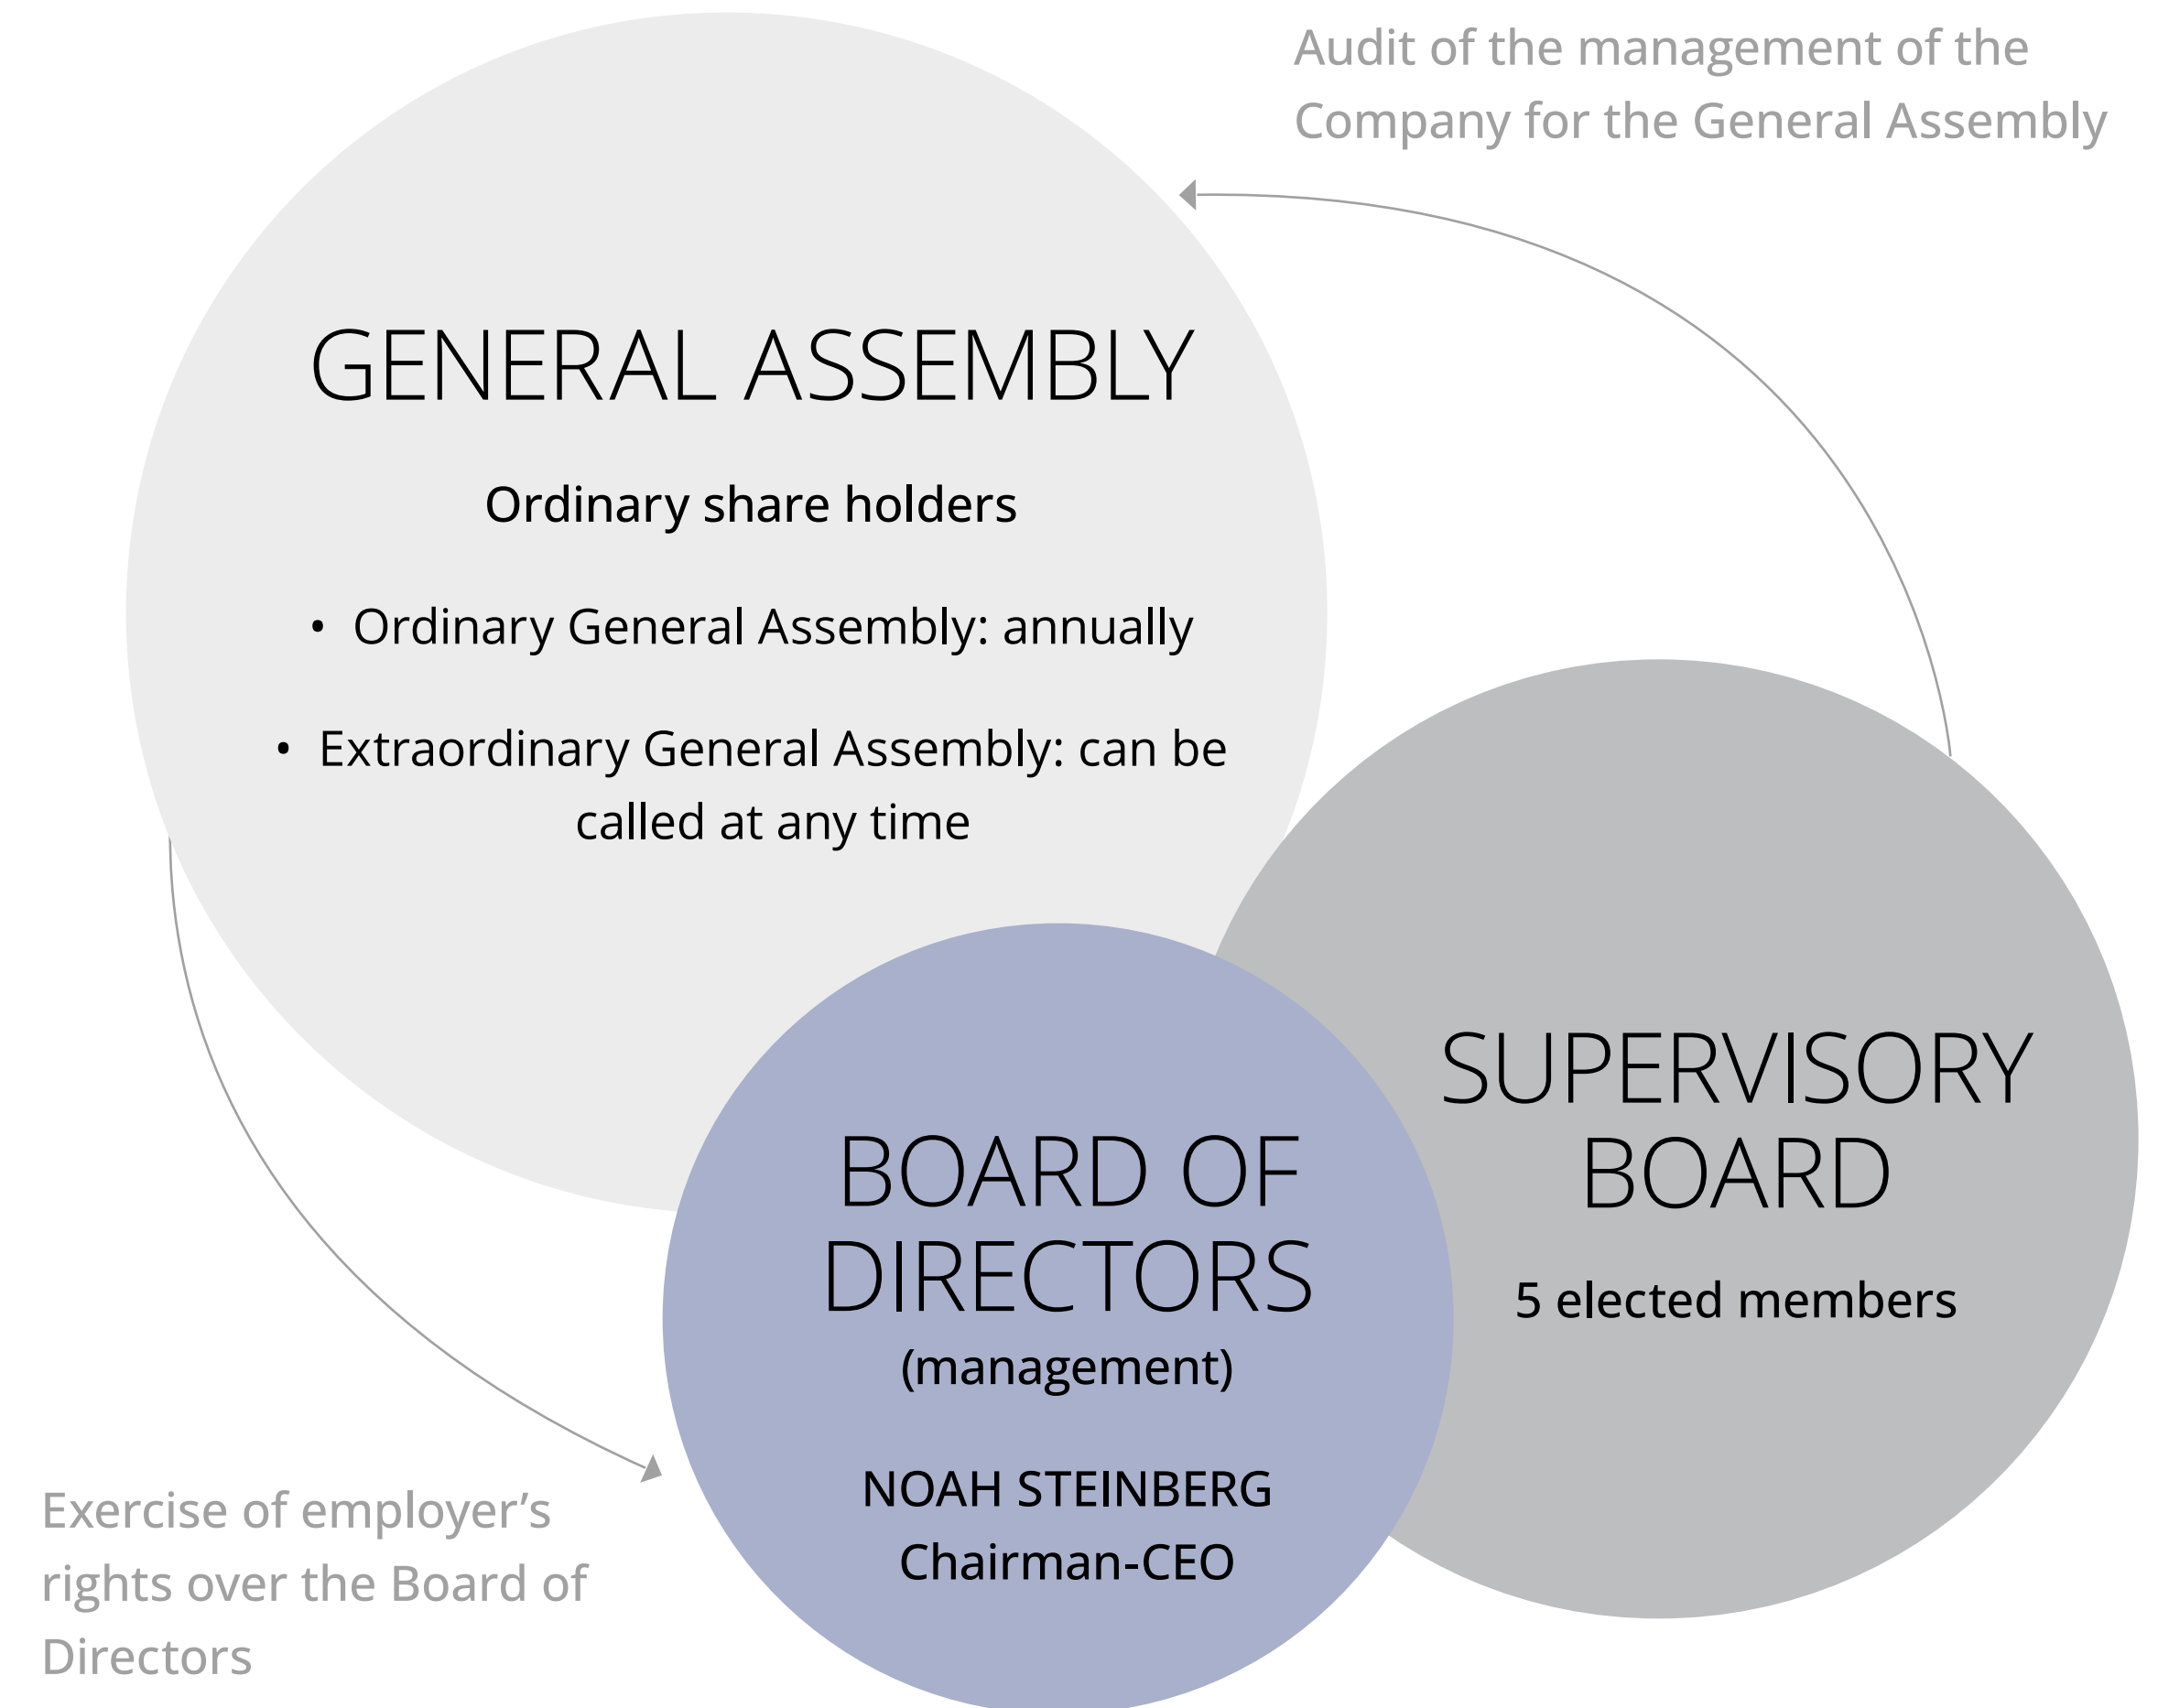 Audit of the management of the
Company for the General Assembly
GENERAL ASSEMBLY
Ordinary share holders
• Ordinary General Assembly: annually
• Extraordinary General Assembly: can be
called at any time
SUPERVISORY
BOARD
5 elected members
BOARD OF
DIRECTORS
(management)
NOAH STEINBERG
Chairman-CEO
Exercise of employer's
rights over the Board of
Directors